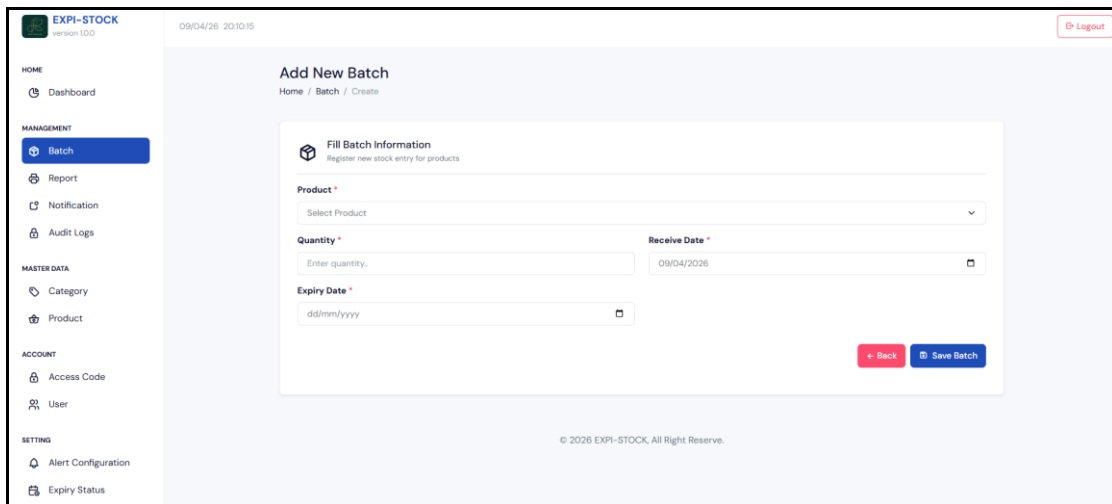 EXPI-STOCK
version 1.0.0
09/04/26 20:10:15
Logout
HOME
Dashboard
MANAGEMENT
Batch
Report
Notification
Audit Logs
MASTER DATA
Category
Product
ACCOUNT
Access Code
User
SETTING
Alert Configuration
Expiry Status
Add New Batch
Home / Batch / Create
Fill Batch Information
Register new stock entry for products
Product *
Select Product
Quantity *
Receive Date *
Enter quantity..
09/04/2026
Expiry Date *
dd/mm/yyyy
← Back
Save Batch
© 2026 EXPI-STOCK, All Right Reserve.